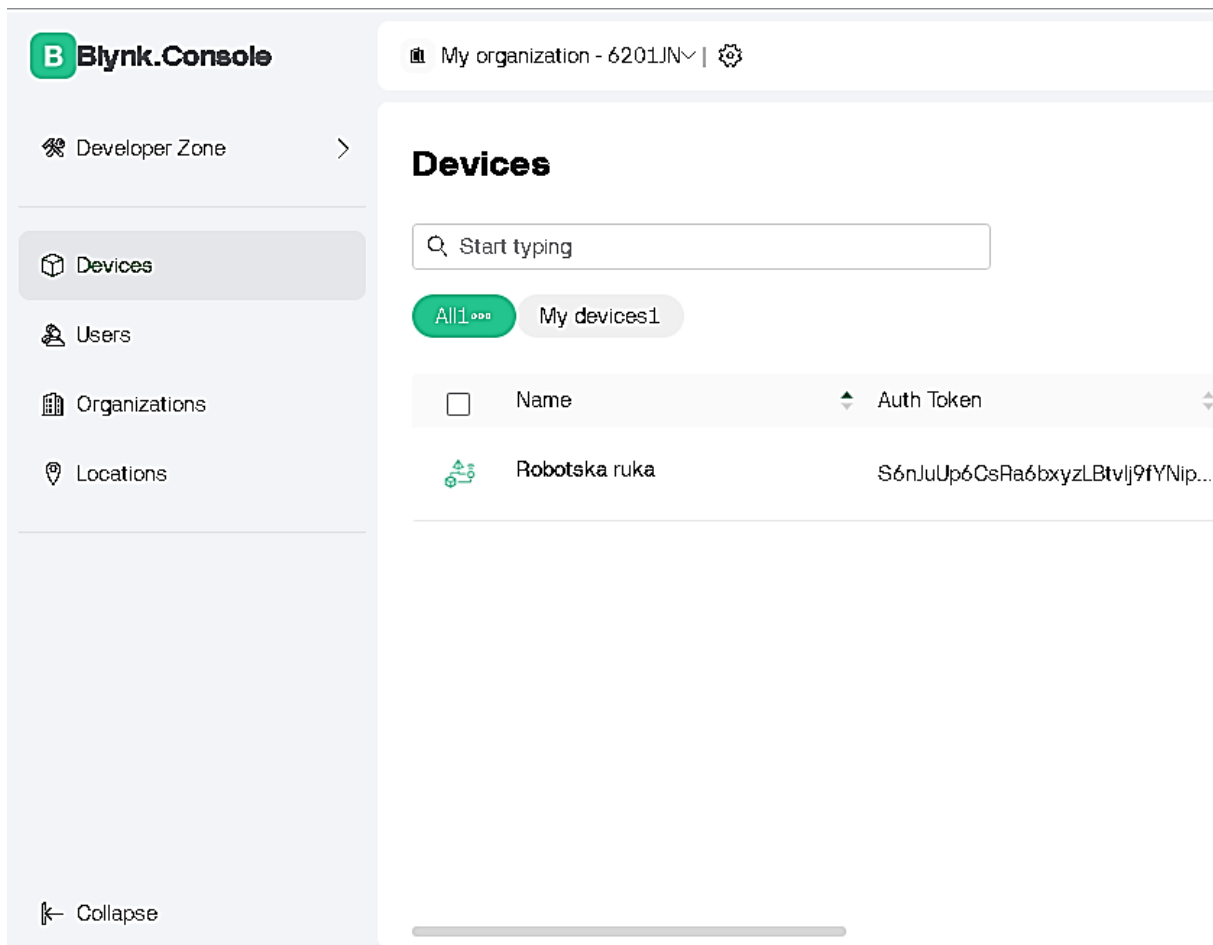 B Blynk.Console
My organization - 6201JN |
Developer Zone
Devices
Users
Organizations
Locations
Collapse
Devices
Start typing
All1 My devices1
Name Auth Token
Robotska ruka S6nJuUp6CsRa6bxyzLBtvIj9fYNip...